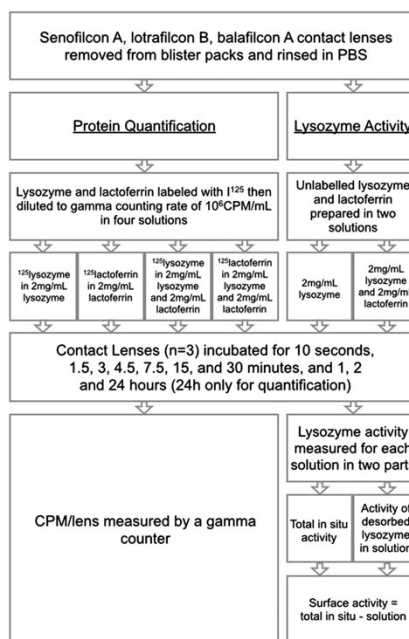 Senofilcon A, lotrafilcon B, balafilcon A contact lenses
removed from blister packs and rinsed in PBS
Protein Quantification
Lysozyme Activity
Lysozyme and lactoferrin labeled with I¹²⁵ then
diluted to gamma counting rate of 10⁶CPM/mL
in four solutions
Unlabelled lysozyme
and lactoferrin
prepared in two
solutions
¹²⁵lysozyme
in 2mg/mL
lysozyme
¹²⁵lactoferrin
in 2mg/mL
lactoferrin
¹²⁵lysozyme
in 2mg/mL
lysozyme
and 2mg/mL
lactoferrin
¹²⁵lactoferrin
in 2mg/mL
lysozyme
and 2mg/mL
lactoferrin
2mg/mL
lysozyme
2mg/mL
lysozyme
and 2mg/mL
lactoferrin
Contact Lenses (n=3) incubated for 10 seconds,
1.5, 3, 4.5, 7.5, 15, and 30 minutes, and 1, 2
and 24 hours (24h only for quantification)
CPM/lens measured by a gamma
counter
Lysozyme activity
measured for each
solution in two part
Total in situ
activity
Activity of
desorbed
lysozyme
in solution
Surface activity =
total in situ - solution